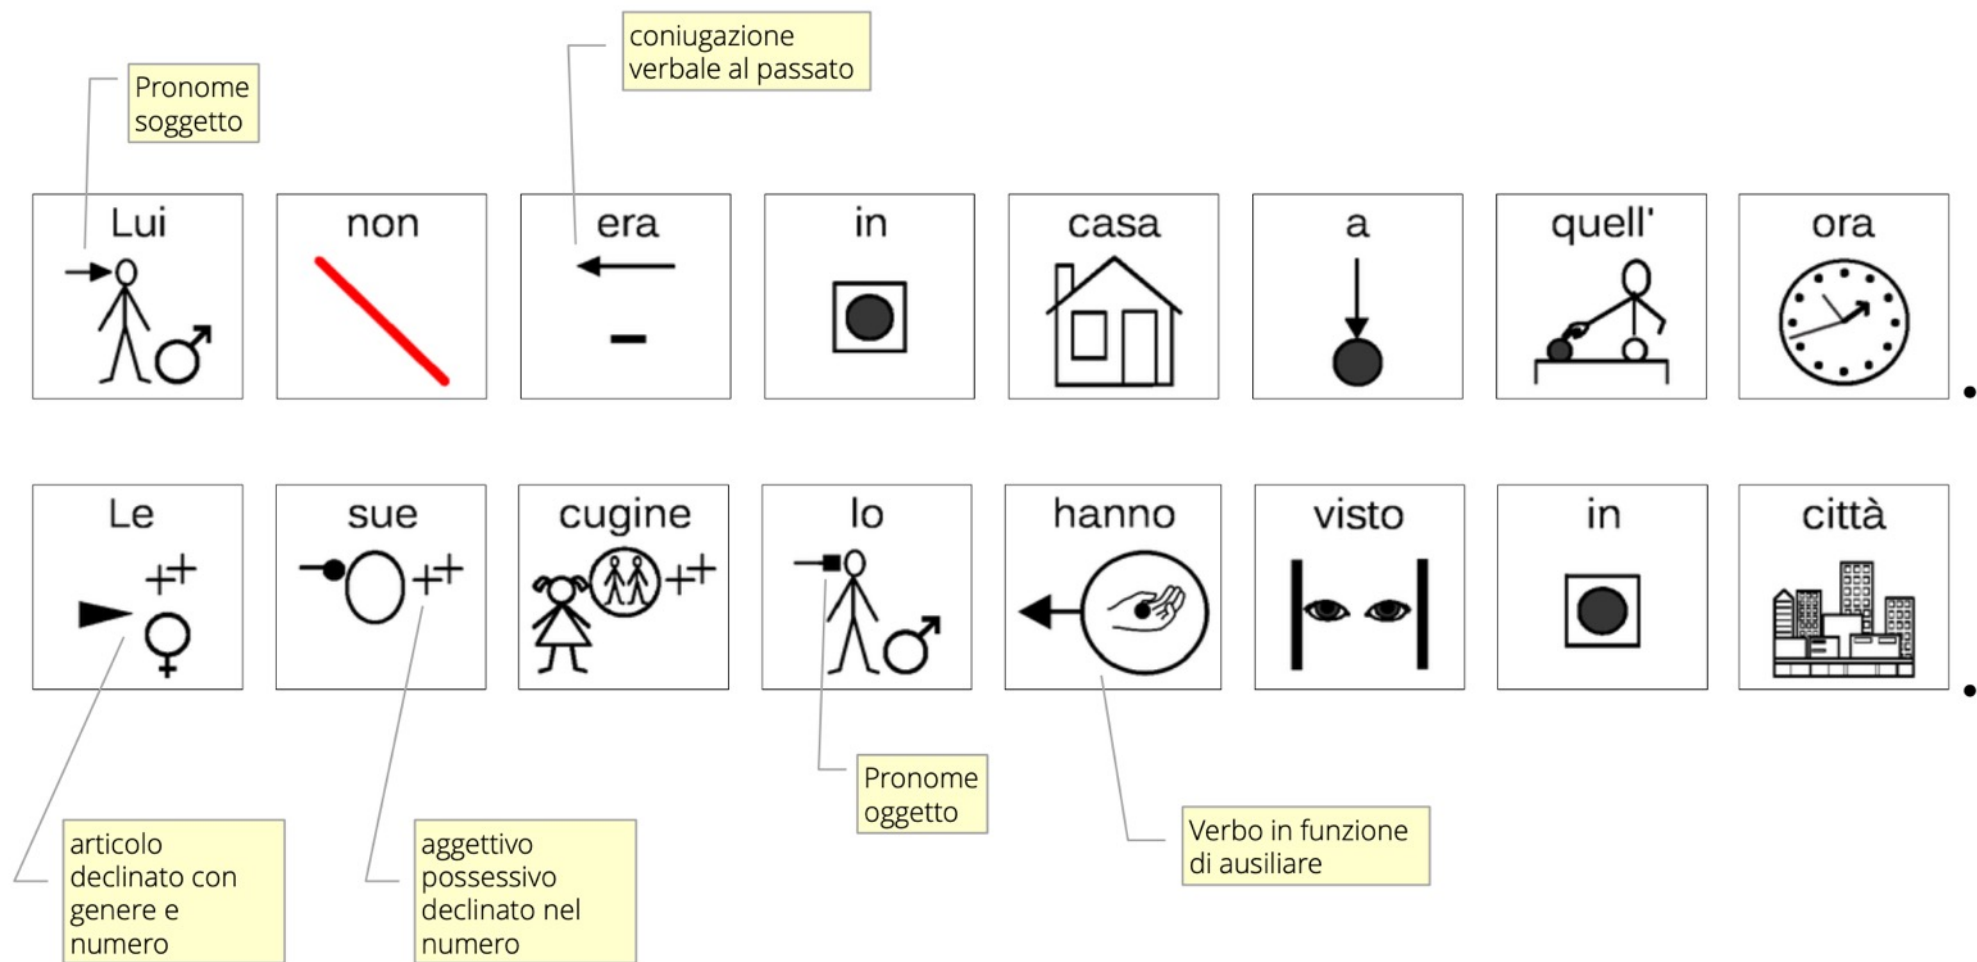 coniugazione
verbale al passato
Pronome
soggetto
Lui non era in casa a quell' ora .
Le sue cugine lo hanno visto in città .
Pronome
oggetto
Verbo in funzione
di ausiliare
articolo
declinato con
genere e
numero
aggettivo
possessivo
declinato nel
numero